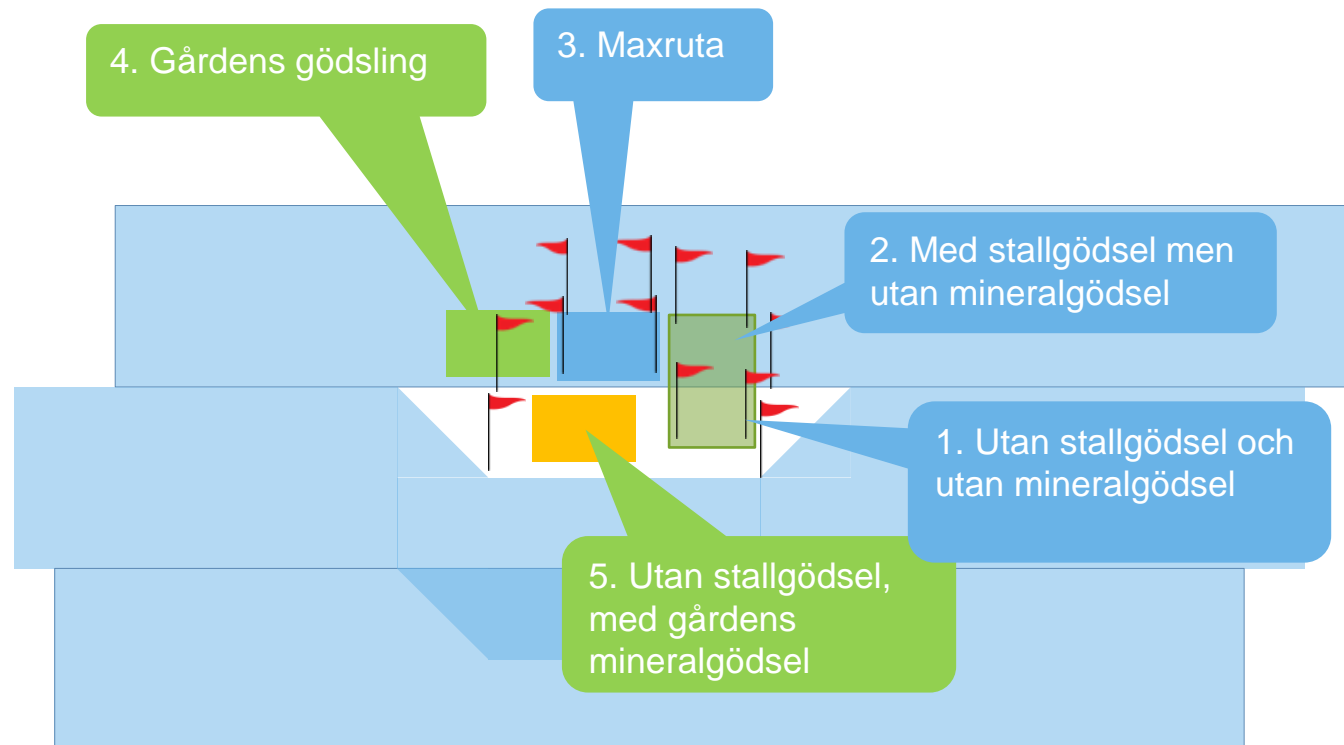 4. Gårdens gödsling
3. Maxruta
2. Med stallgödsel men
utan mineralgödsel
1. Utan stallgödsel och
utan mineralgödsel
5. Utan stallgödsel,
med gårdens
mineralgödsel